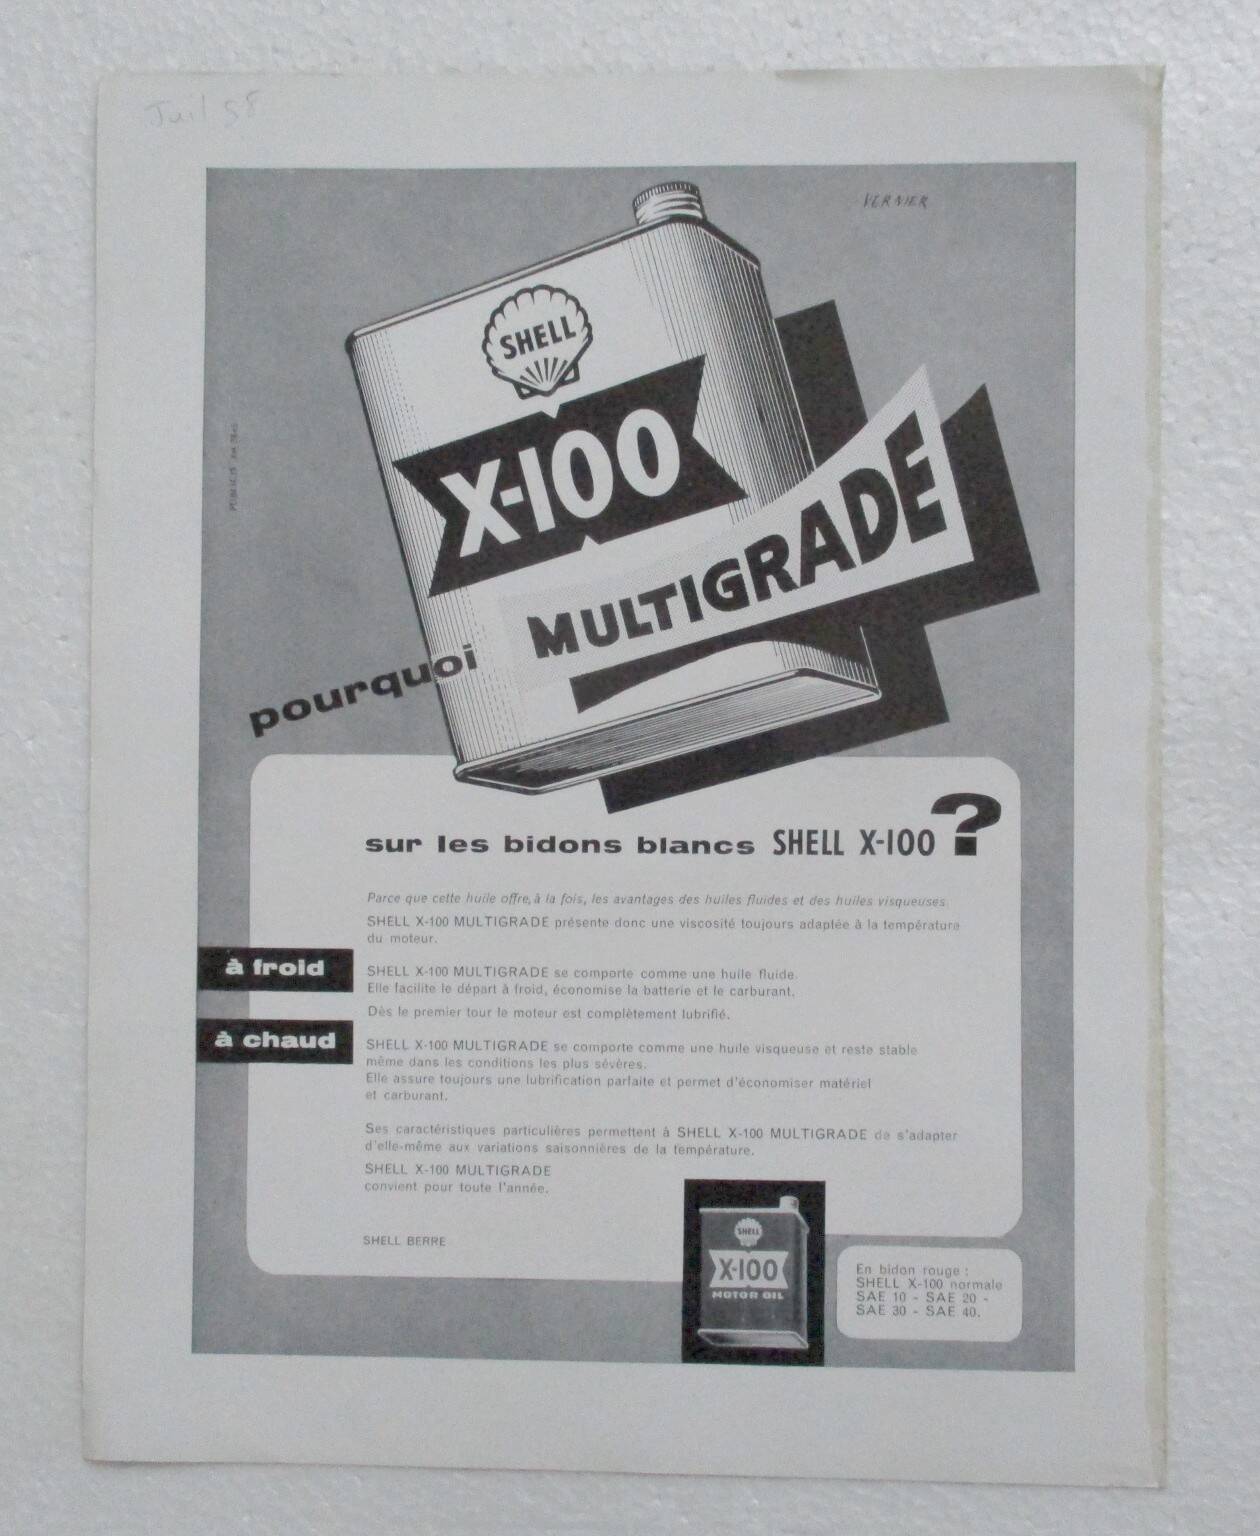 Juil 58
VERNIER
SHELL
X-100
MULTIGRADE
pourquoi
sur les bidons blancs SHELL X-100 ?
Parce que cette huile offre, à la fois, les avantages des huiles fluides et des huiles visqueuses.
SHELL X-100 MULTIGRADE présente donc une viscosité toujours adaptée à la température
du moteur.
à froid
SHELL X-100 MULTIGRADE se comporte comme une huile fluide.
Elle facilite le départ à froid, économise la batterie et le carburant.
Dès le premier tour le moteur est complètement lubrifié.
à chaud
SHELL X-100 MULTIGRADE se comporte comme une huile visqueuse et reste stable
même dans les conditions les plus sévères.
Elle assure toujours une lubrification parfaite et permet d'économiser matériel
et carburant.
Ses caractéristiques particulières permettent à SHELL X-100 MULTIGRADE de s'adapter
d'elle-même aux variations saisonnières de la température.
SHELL X-100 MULTIGRADE
convient pour toute l'année.
SHELL BERRE
SHELL
X-100
MOTOR OIL
En bidon rouge :
SHELL X-100 normale
SAE 10 - SAE 20 -
SAE 30 - SAE 40.